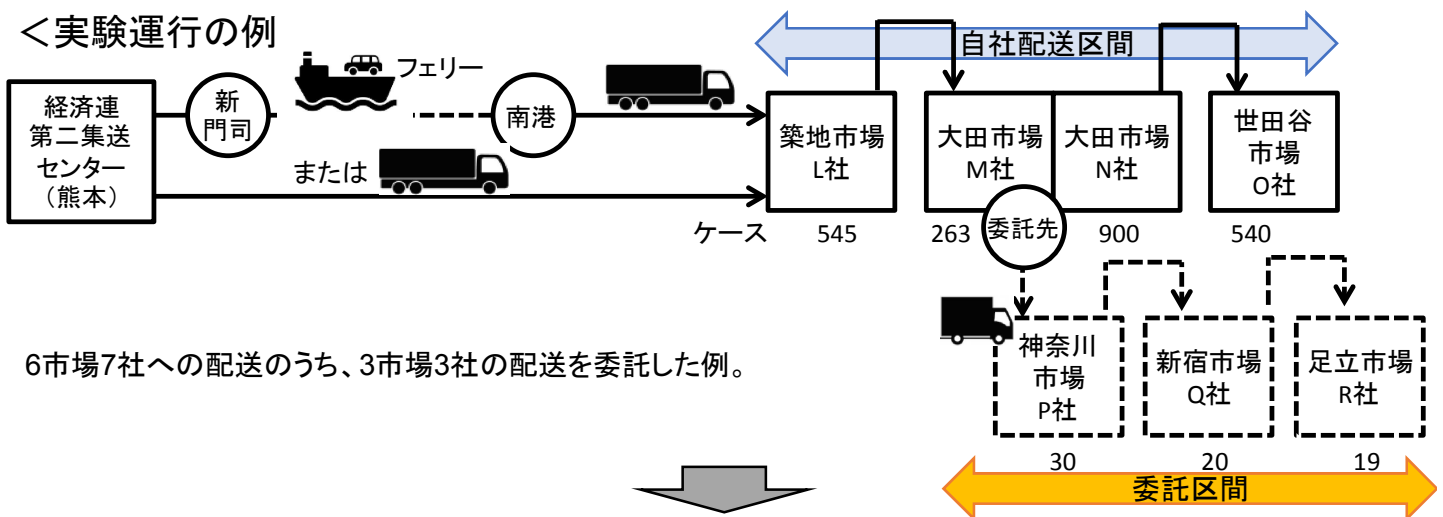 ＜実験運行の例
自社配送区間
フェリー
経済連
第二集送
センター
（熊本）
新
門司
南港
または
築地市場
L社
大田市場
M社
大田市場
N社
世田谷
市場
O社
ケース
545
263
委託先
900
540
6市場7社への配送のうち、3市場3社の配送を委託した例。
神奈川
市場
P社
新宿市場
Q社
足立市場
R社
30
20
19
委託区間